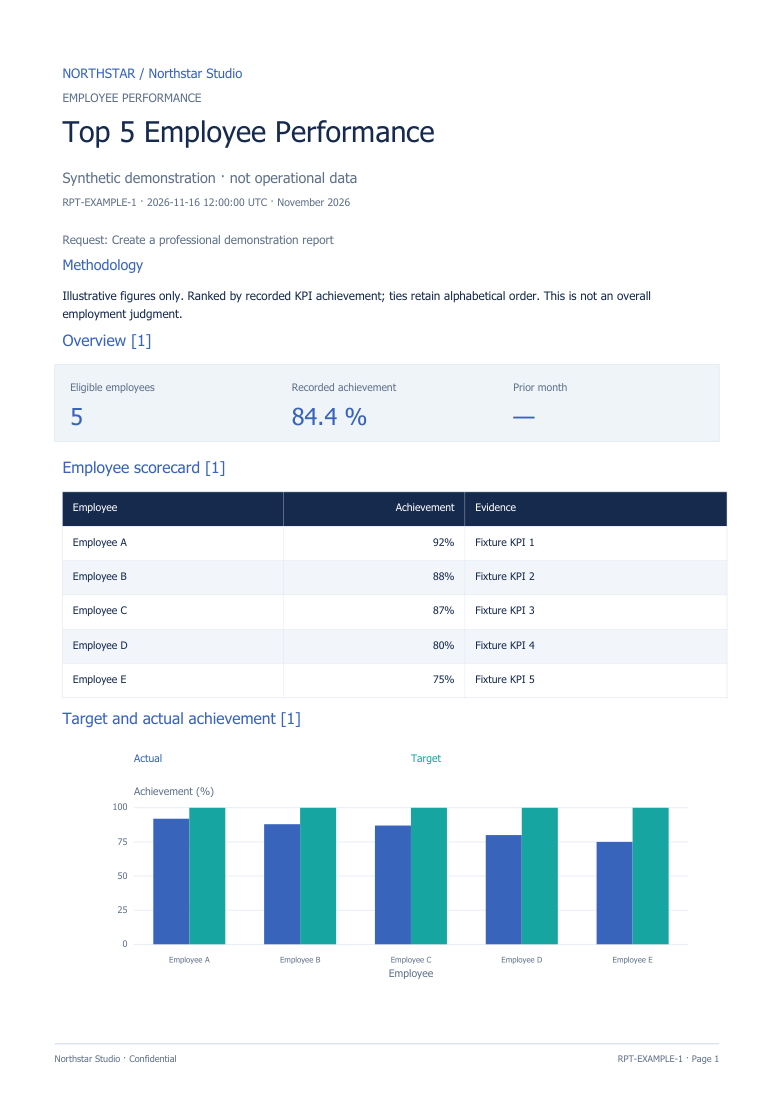 NORTHSTAR / Northstar Studio
EMPLOYEE PERFORMANCE
Top 5 Employee Performance
Synthetic demonstration · not operational data
RPT-EXAMPLE-1 · 2026-11-16 12:00:00 UTC · November 2026
Request: Create a professional demonstration report
Methodology
Illustrative figures only. Ranked by recorded KPI achievement; ties retain alphabetical order. This is not an overall
employment judgment.
Overview [1]
Eligible employees Recorded achievement Prior month
5 84.4 % —
Employee scorecard [1]
Employee Achievement Evidence
Employee A 92% Fixture KPI 1
Employee B 88% Fixture KPI 2
Employee C 87% Fixture KPI 3
Employee D 80% Fixture KPI 4
Employee E 75% Fixture KPI 5
Target and actual achievement [1]
Actual Target
Achievement (%)
100
75
50
25
0
Employee A Employee B Employee C Employee D Employee E
Employee
Northstar Studio · Confidential RPT-EXAMPLE-1 · Page 1